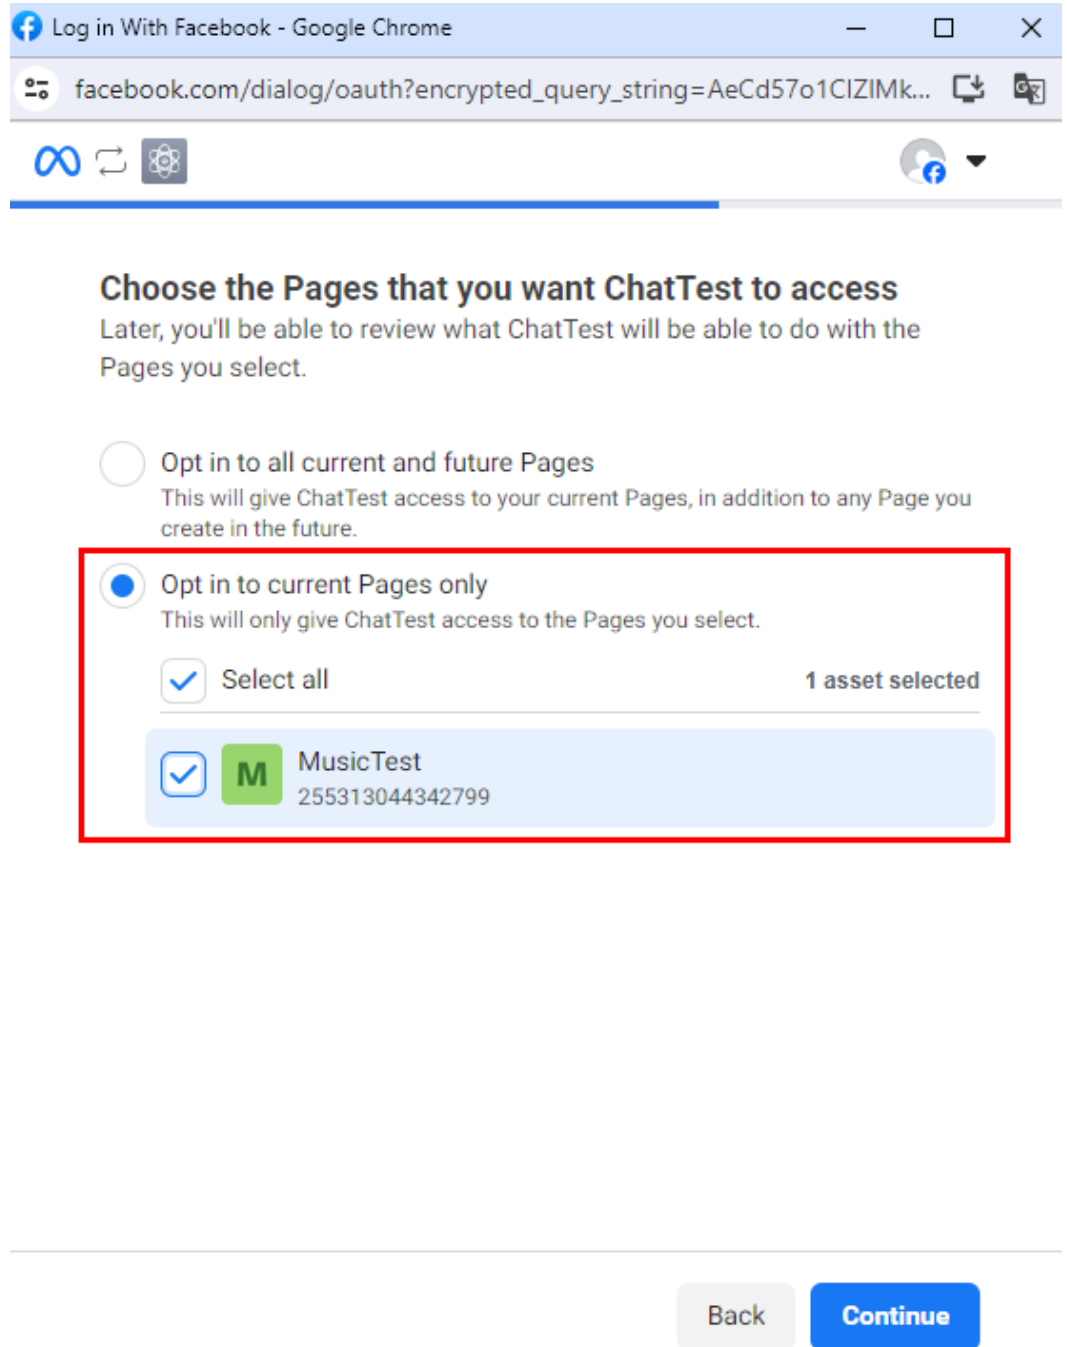 Log in With Facebook - Google Chrome
facebook.com/dialog/oauth?encrypted_query_string=AeCd57o1CIZIMk...
Choose the Pages that you want ChatTest to access
Later, you'll be able to review what ChatTest will be able to do with the
Pages you select.
Opt in to all current and future Pages
This will give ChatTest access to your current Pages, in addition to any Page you
create in the future.
Opt in to current Pages only
This will only give ChatTest access to the Pages you select.
Select all 1 asset selected
M MusicTest
255313044342799
Back Continue